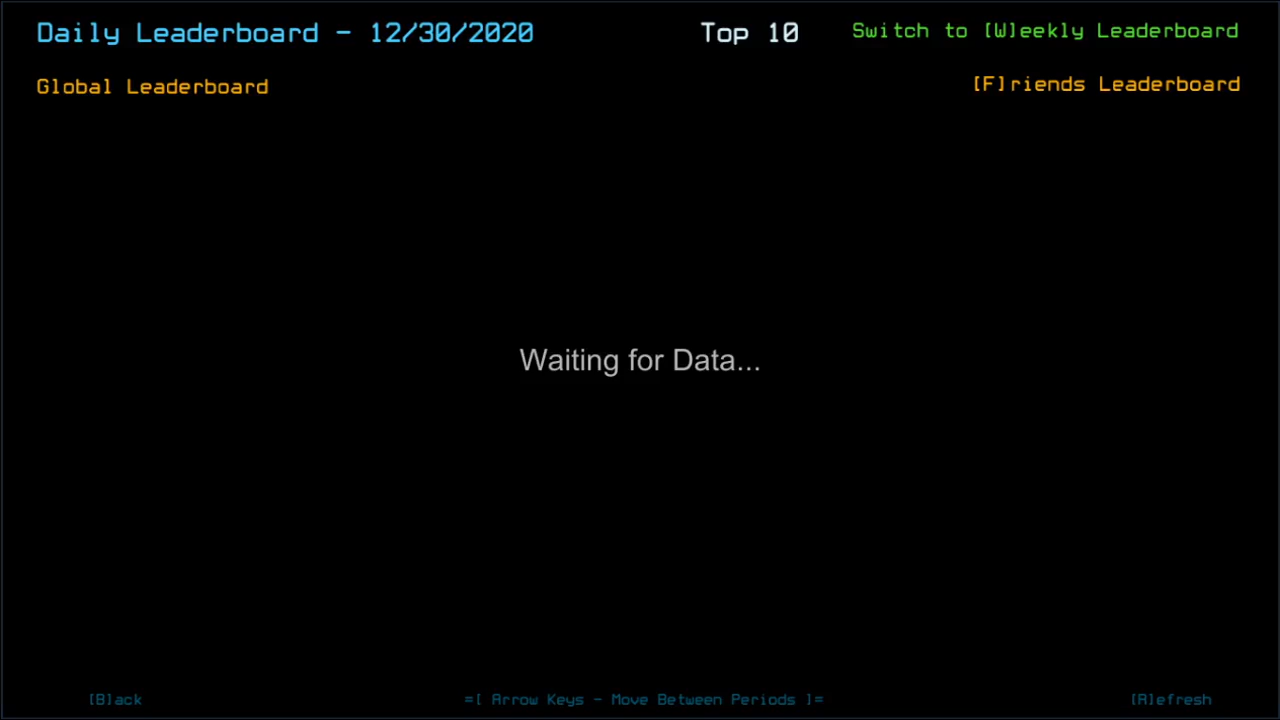 Daily Leaderboard - 12/30/2020 Top 10 Switch to [W]eekly Leaderboard
Global Leaderboard [F]riends Leaderboard
Waiting for Data...
[B]ack =[ Arrow Keys - Move Between Periods ]= [R]efresh